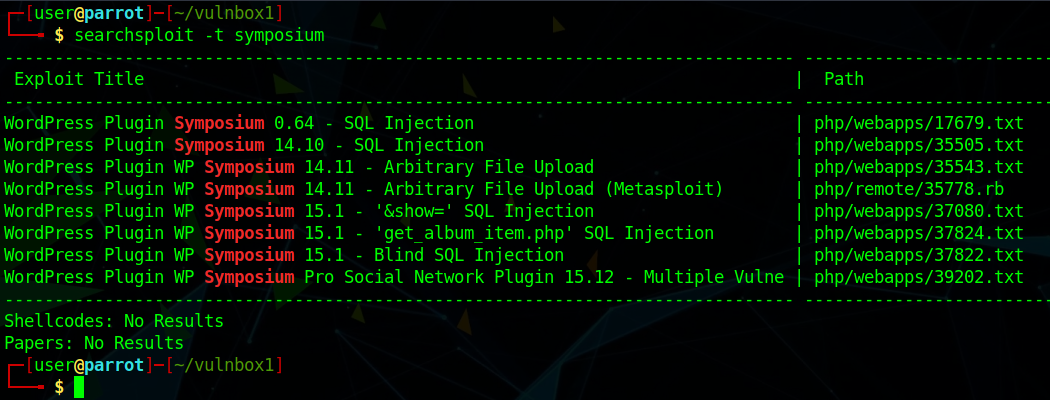 ┌─[user@parrot]─[~/vulnbox1]
└──╼ $ searchsploit -t symposium
--------------------------------------------------------------------------------- ------------------------
 Exploit Title                                                                 |  Path
--------------------------------------------------------------------------------- ------------------------
WordPress Plugin Symposium 0.64 - SQL Injection                                | php/webapps/17679.txt
WordPress Plugin Symposium 14.10 - SQL Injection                               | php/webapps/35505.txt
WordPress Plugin WP Symposium 14.11 - Arbitrary File Upload                    | php/webapps/35543.txt
WordPress Plugin WP Symposium 14.11 - Arbitrary File Upload (Metasploit)       | php/remote/35778.rb
WordPress Plugin WP Symposium 15.1 - '&show=' SQL Injection                    | php/webapps/37080.txt
WordPress Plugin WP Symposium 15.1 - 'get_album_item.php' SQL Injection        | php/webapps/37824.txt
WordPress Plugin WP Symposium 15.1 - Blind SQL Injection                       | php/webapps/37822.txt
WordPress Plugin WP Symposium Pro Social Network Plugin 15.12 - Multiple Vulne | php/webapps/39202.txt
--------------------------------------------------------------------------------- ------------------------
Shellcodes: No Results
Papers: No Results
┌─[user@parrot]─[~/vulnbox1]
└──╼ $